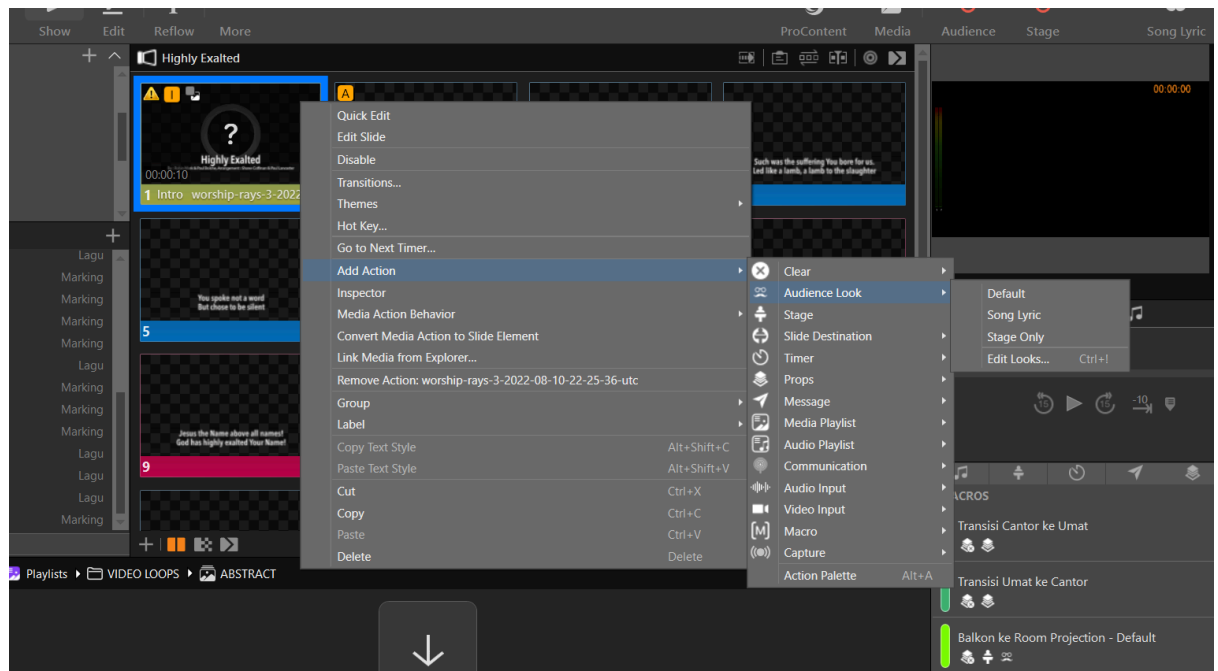 Show
Edit
Reflow
More
ProContent
Media
Audience
Stage
Song Lyric
Highly Exalted
I
A
?
Highly Exalted
00:00:10
1 Intro worship-rays-3-2022
Such was the suffering You bore for us.
Led like a lamb, a lamb to the slaughter
You spoke not a word
But chose to be silent
5
Jesus the Name above all names!
God has highly exalted Your Name!
9
Lagu
Marking
Marking
Marking
Marking
Lagu
Marking
Marking
Marking
Lagu
Lagu
Lagu
Marking
Quick Edit
Edit Slide
Disable
Transitions...
Themes
Hot Key...
Go to Next Timer...
Add Action
Inspector
Media Action Behavior
Convert Media Action to Slide Element
Link Media from Explorer...
Remove Action: worship-rays-3-2022-08-10-22-25-36-utc
Group
Label
Copy Text Style Alt+Shift+C
Paste Text Style Alt+Shift+V
Cut Ctrl+X
Copy Ctrl+C
Paste Ctrl+V
Delete Delete
Clear
Audience Look
Stage
Slide Destination
Timer
Props
Message
Media Playlist
Audio Playlist
Communication
Audio Input
Video Input
[M] Macro
Capture
Action Palette Alt+A
Default
Song Lyric
Stage Only
Edit Looks... Ctrl+!
00:00:00
15
15
-10
ACROS
Transisi Cantor ke Umat
Transisi Umat ke Cantor
Balkon ke Room Projection - Default
Playlists
VIDEO LOOPS
ABSTRACT